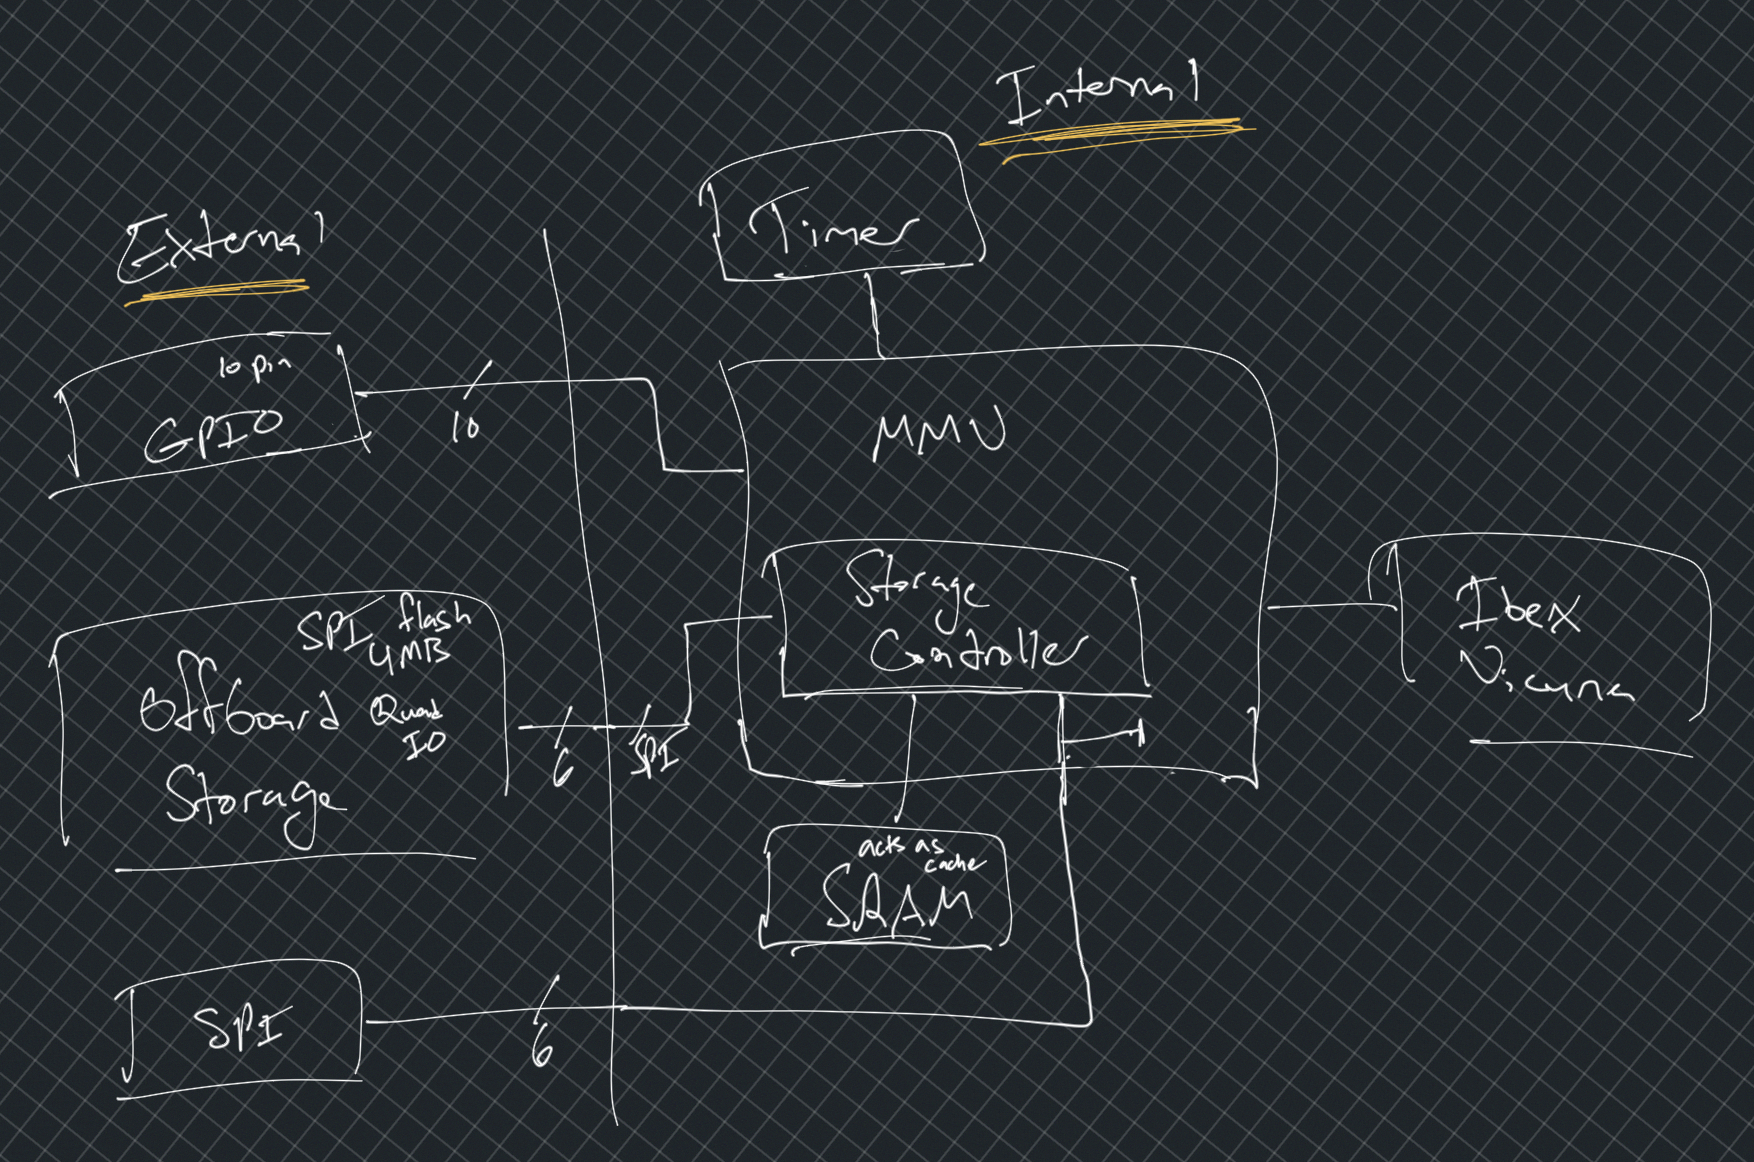 Internal
Timer
External
10 pin
GPIO
10
MMU
Storage
Controller
SPI flash
4MB
Offboard Quad
IO
Storage
6
SPI
Ibex
Vicuna
acts as
cache
SRAM
SPI
6